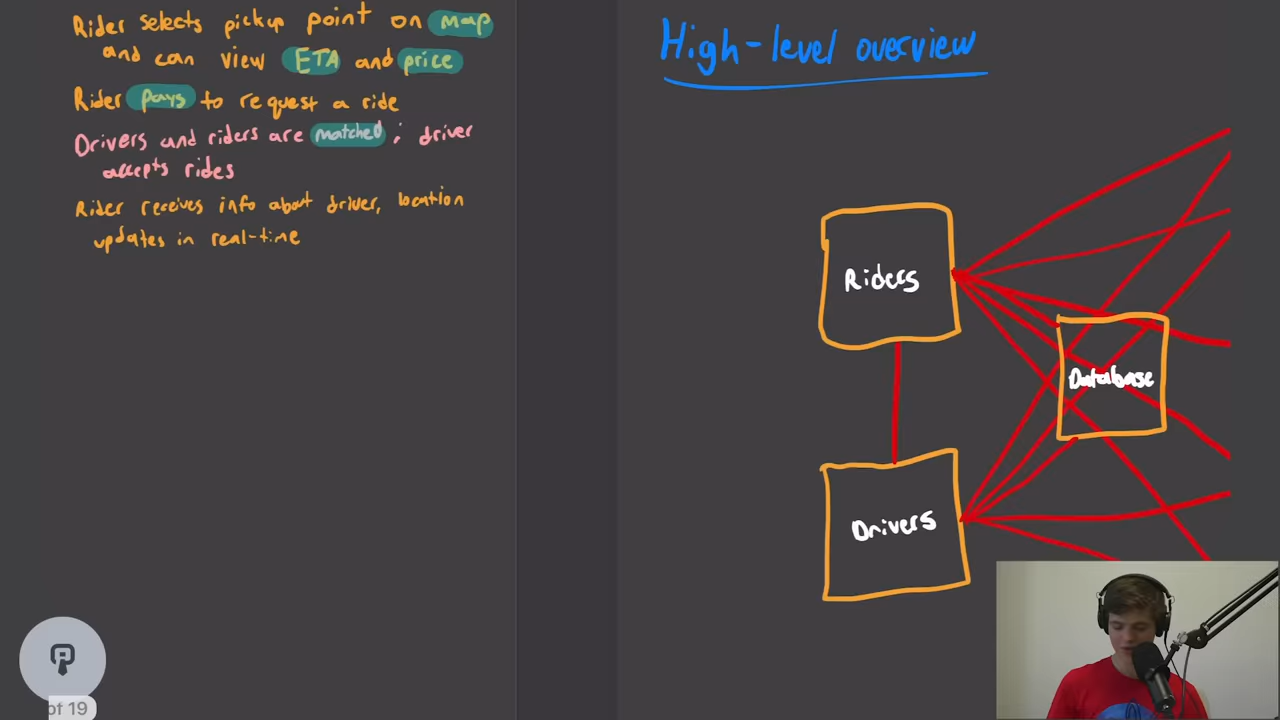 Rider selects pickup point on map
and can view ETA and price
Rider pays to request a ride
Drivers and riders are matched; driver
accepts rides
Rider receives info about driver, location
updates in real-time
High-level overview
Riders
Database
Drivers
of 19